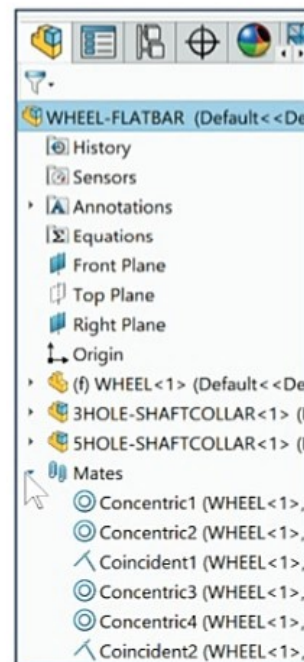 WHEEL-FLATBAR (Default<<De
History
Sensors
Annotations
Equations
Front Plane
Top Plane
Right Plane
Origin
(f) WHEEL<1> (Default<<De
3HOLE-SHAFTCOLLAR<1> (
5HOLE-SHAFTCOLLAR<1> (
Mates
Concentric1 (WHEEL<1>,
Concentric2 (WHEEL<1>,
Coincident1 (WHEEL<1>,
Concentric3 (WHEEL<1>,
Concentric4 (WHEEL<1>,
Coincident2 (WHEEL<1>,